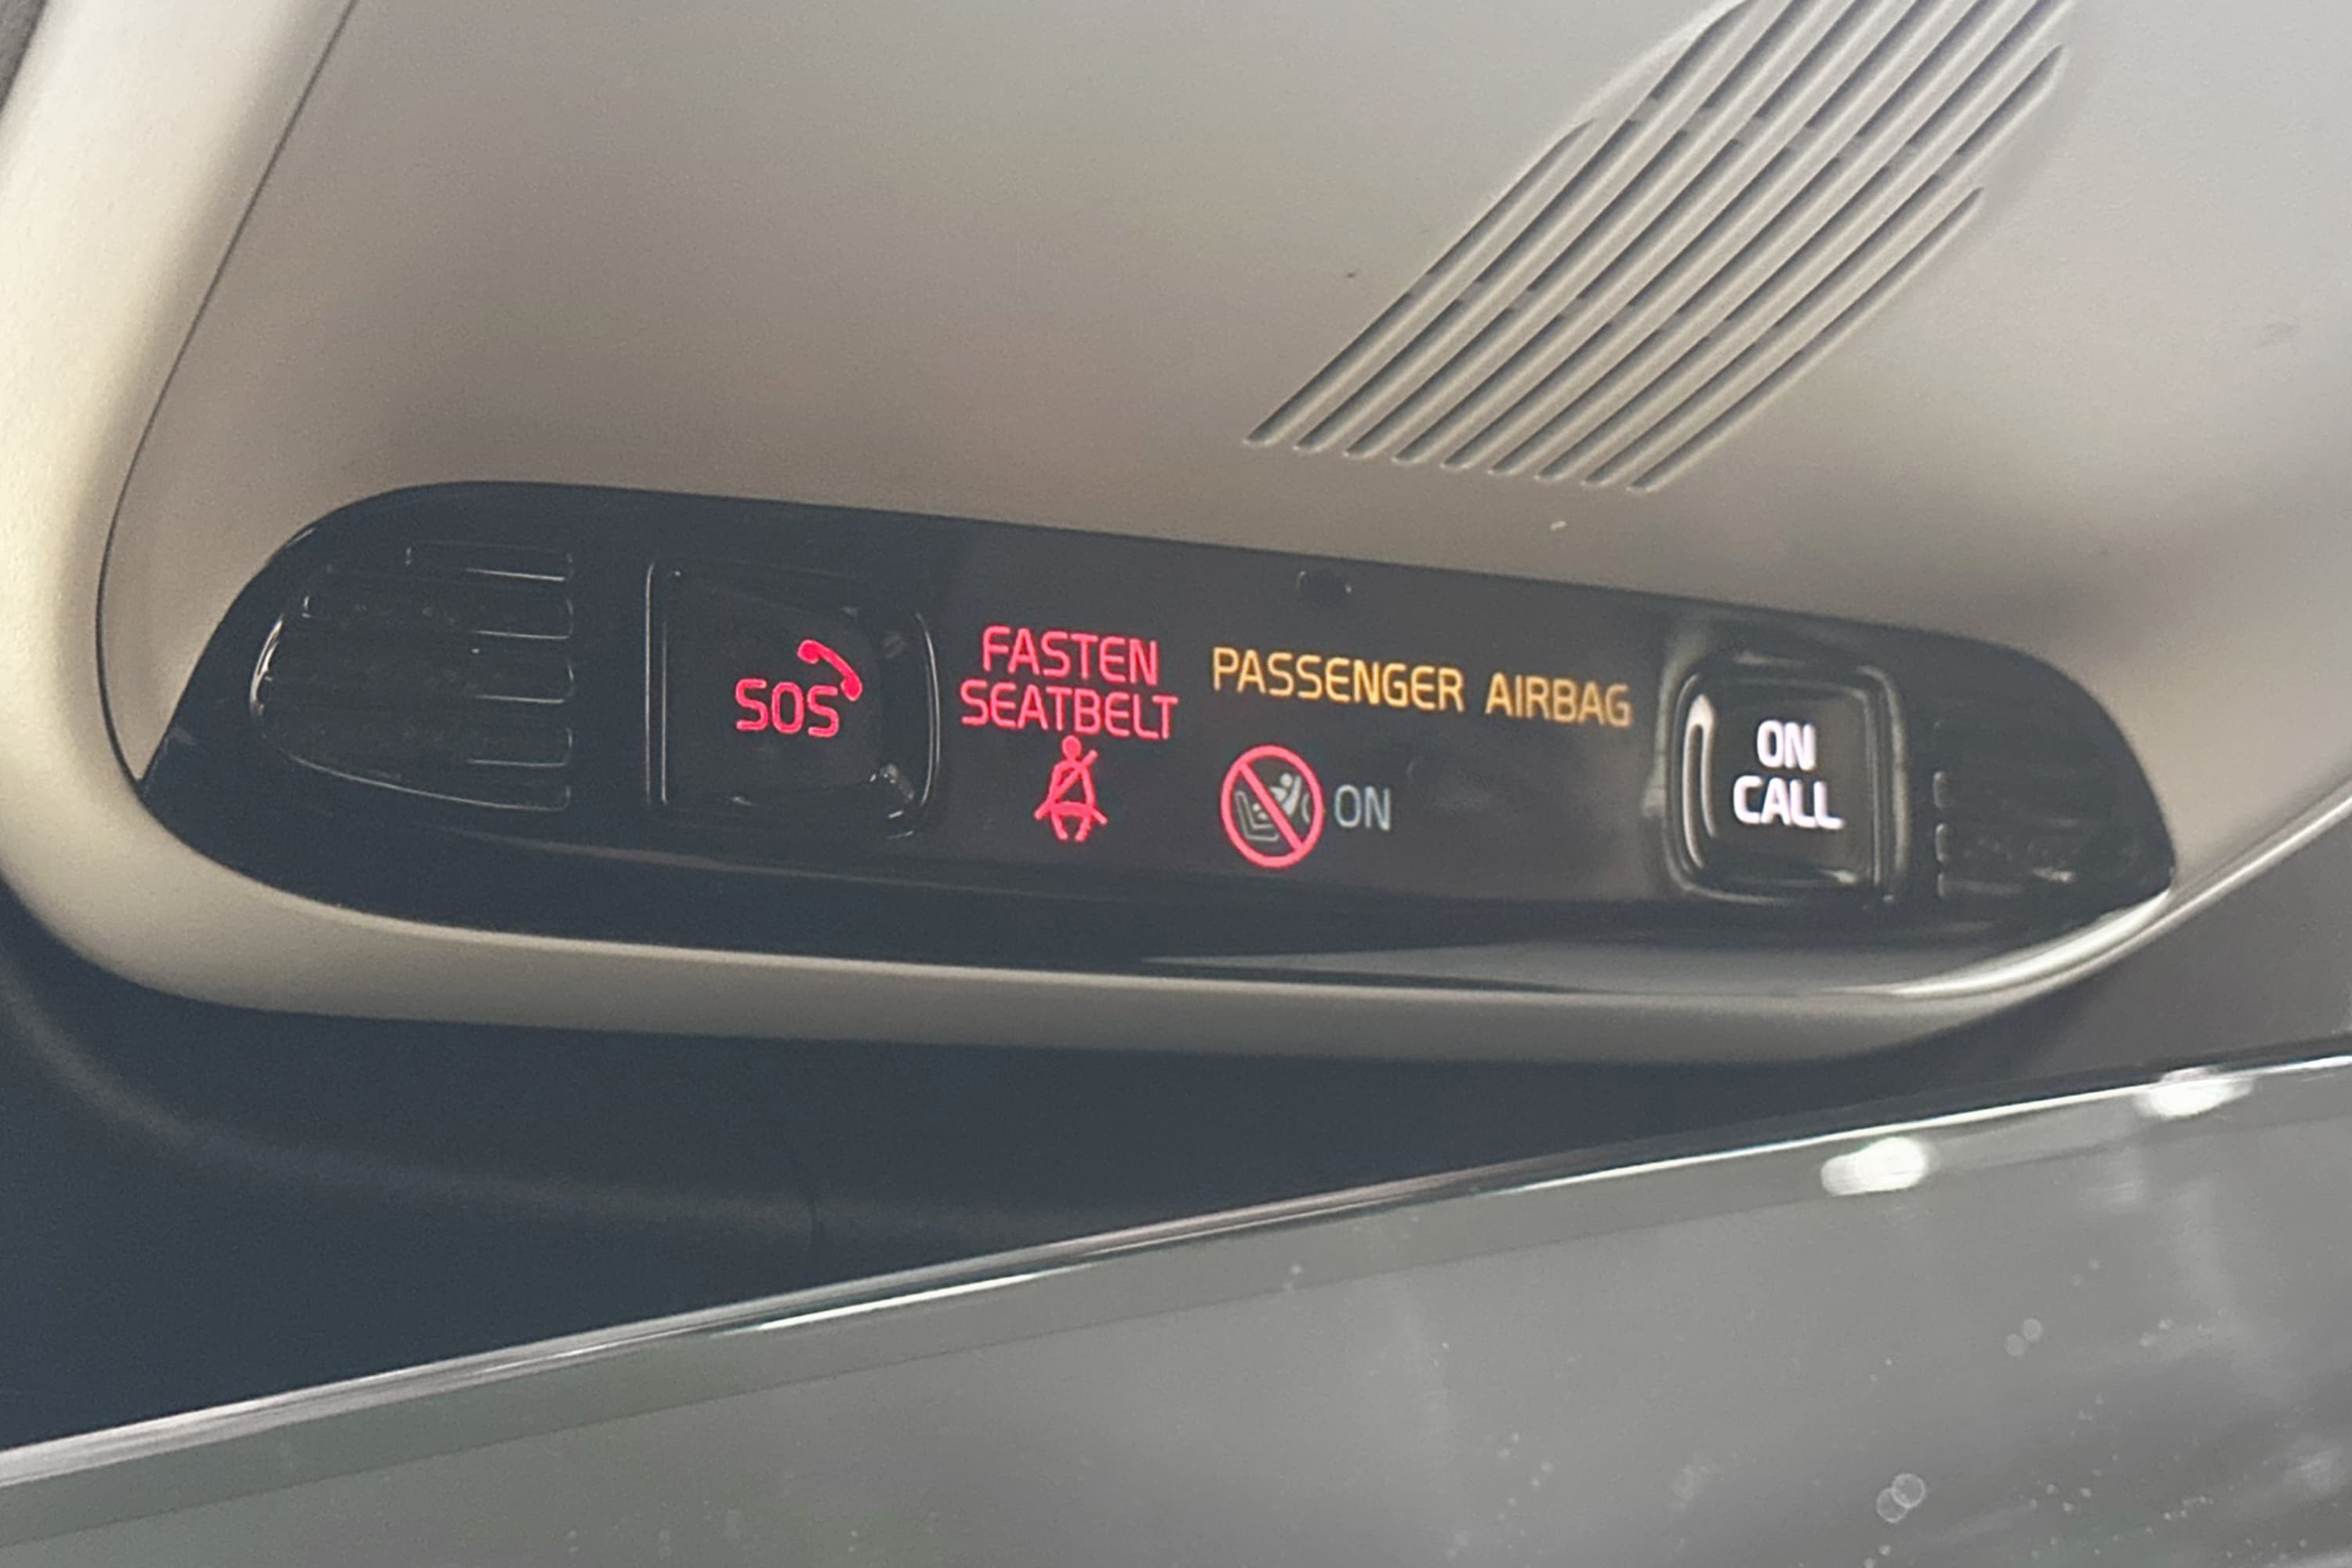 SOS
FASTEN
SEATBELT
PASSENGER AIRBAG
ON
ON
CALL